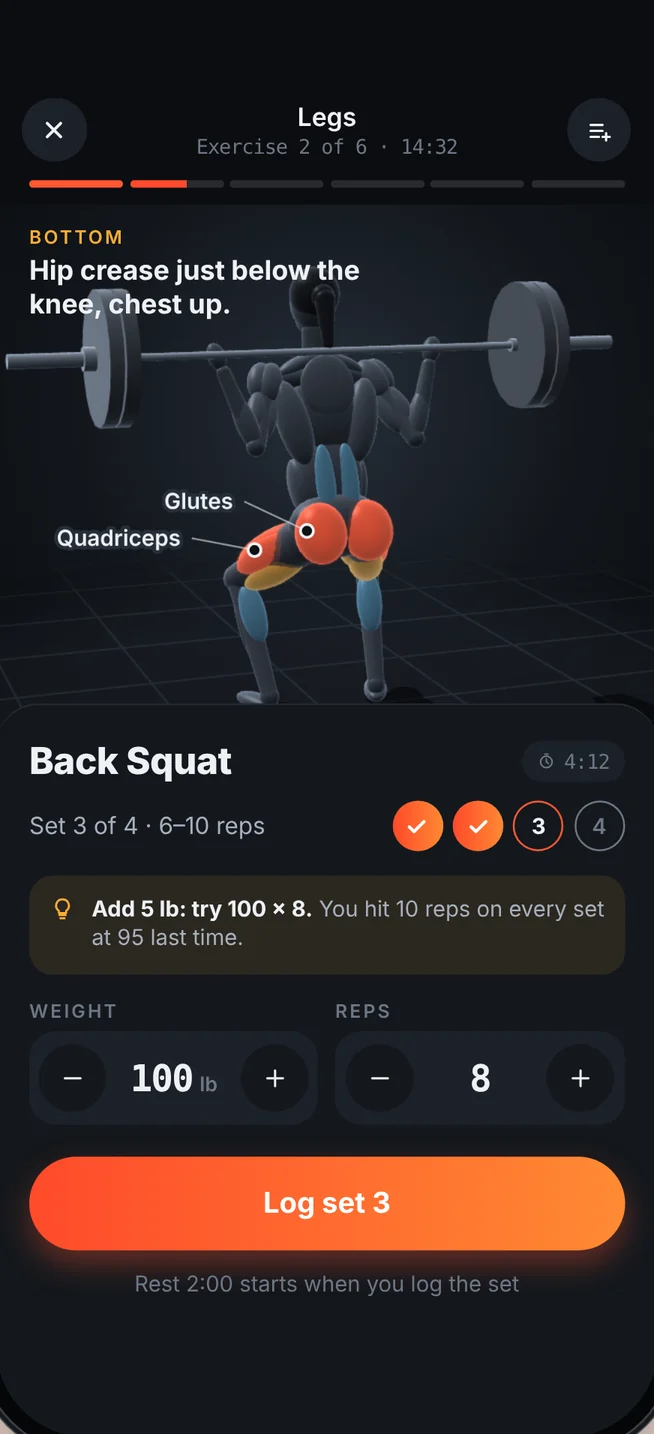 Legs
Exercise 2 of 6 · 14:32
BOTTOM
Hip crease just below the
knee, chest up.
Glutes
Quadriceps
Back Squat
4:12
Set 3 of 4 · 6–10 reps
3
4
Add 5 lb: try 100 × 8. You hit 10 reps on every set
at 95 last time.
WEIGHT
REPS
− 100 lb +
− 8 +
Log set 3
Rest 2:00 starts when you log the set